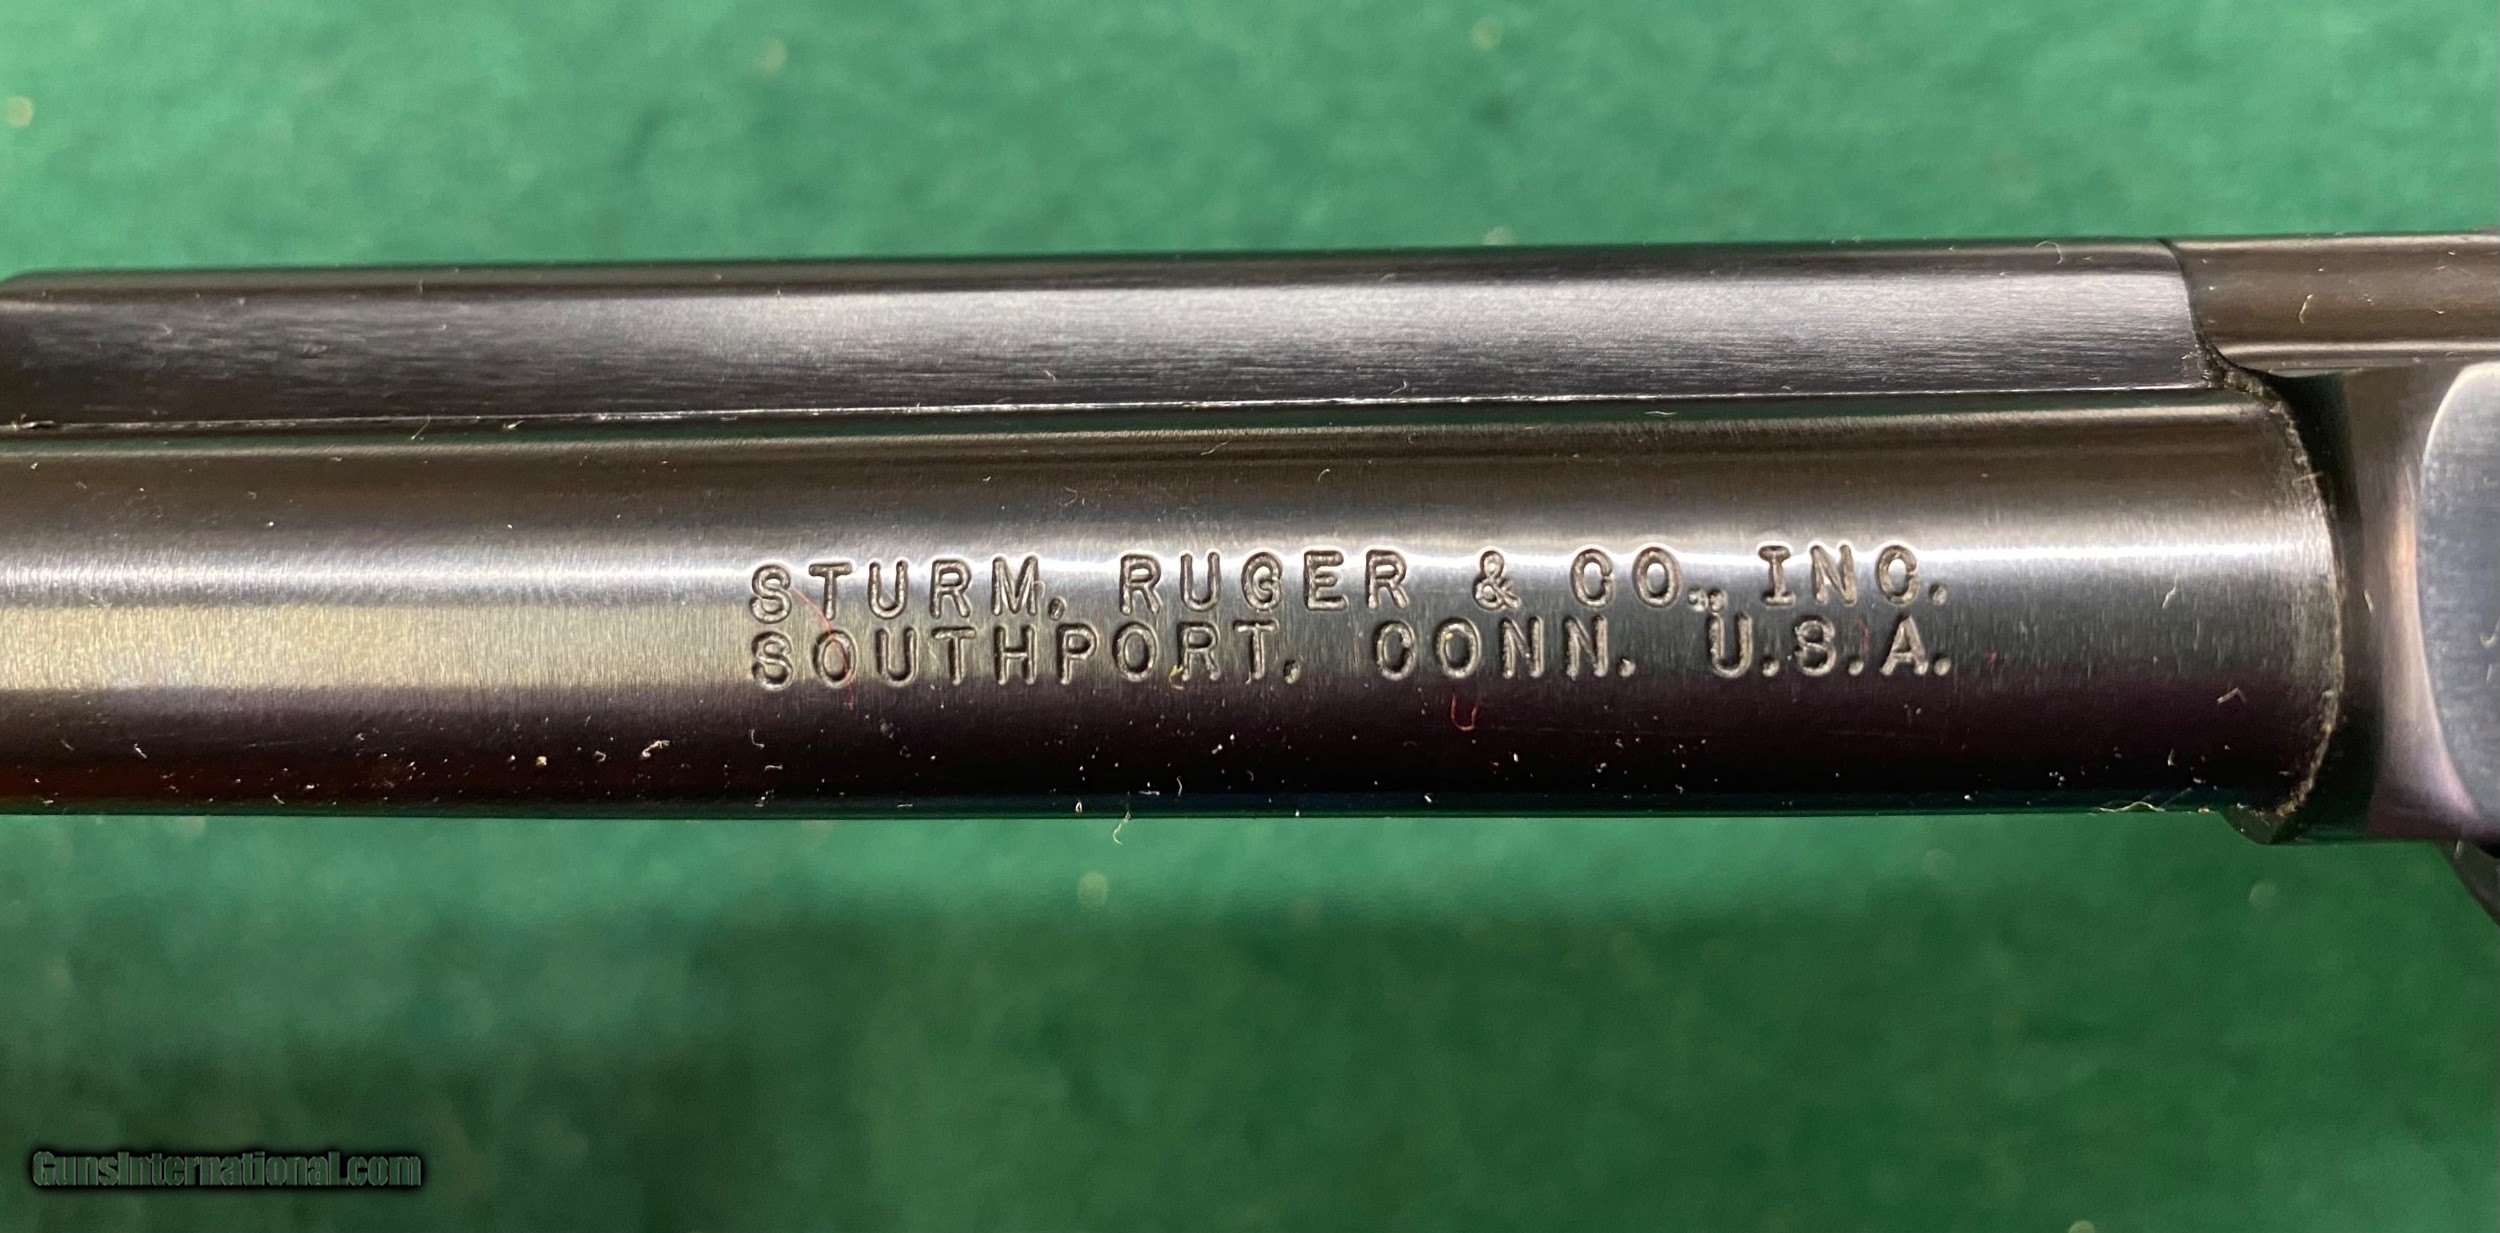 STURM, RUGER & CO., INC.
SOUTHPORT, CONN. U.S.A.
GunsInternational.com